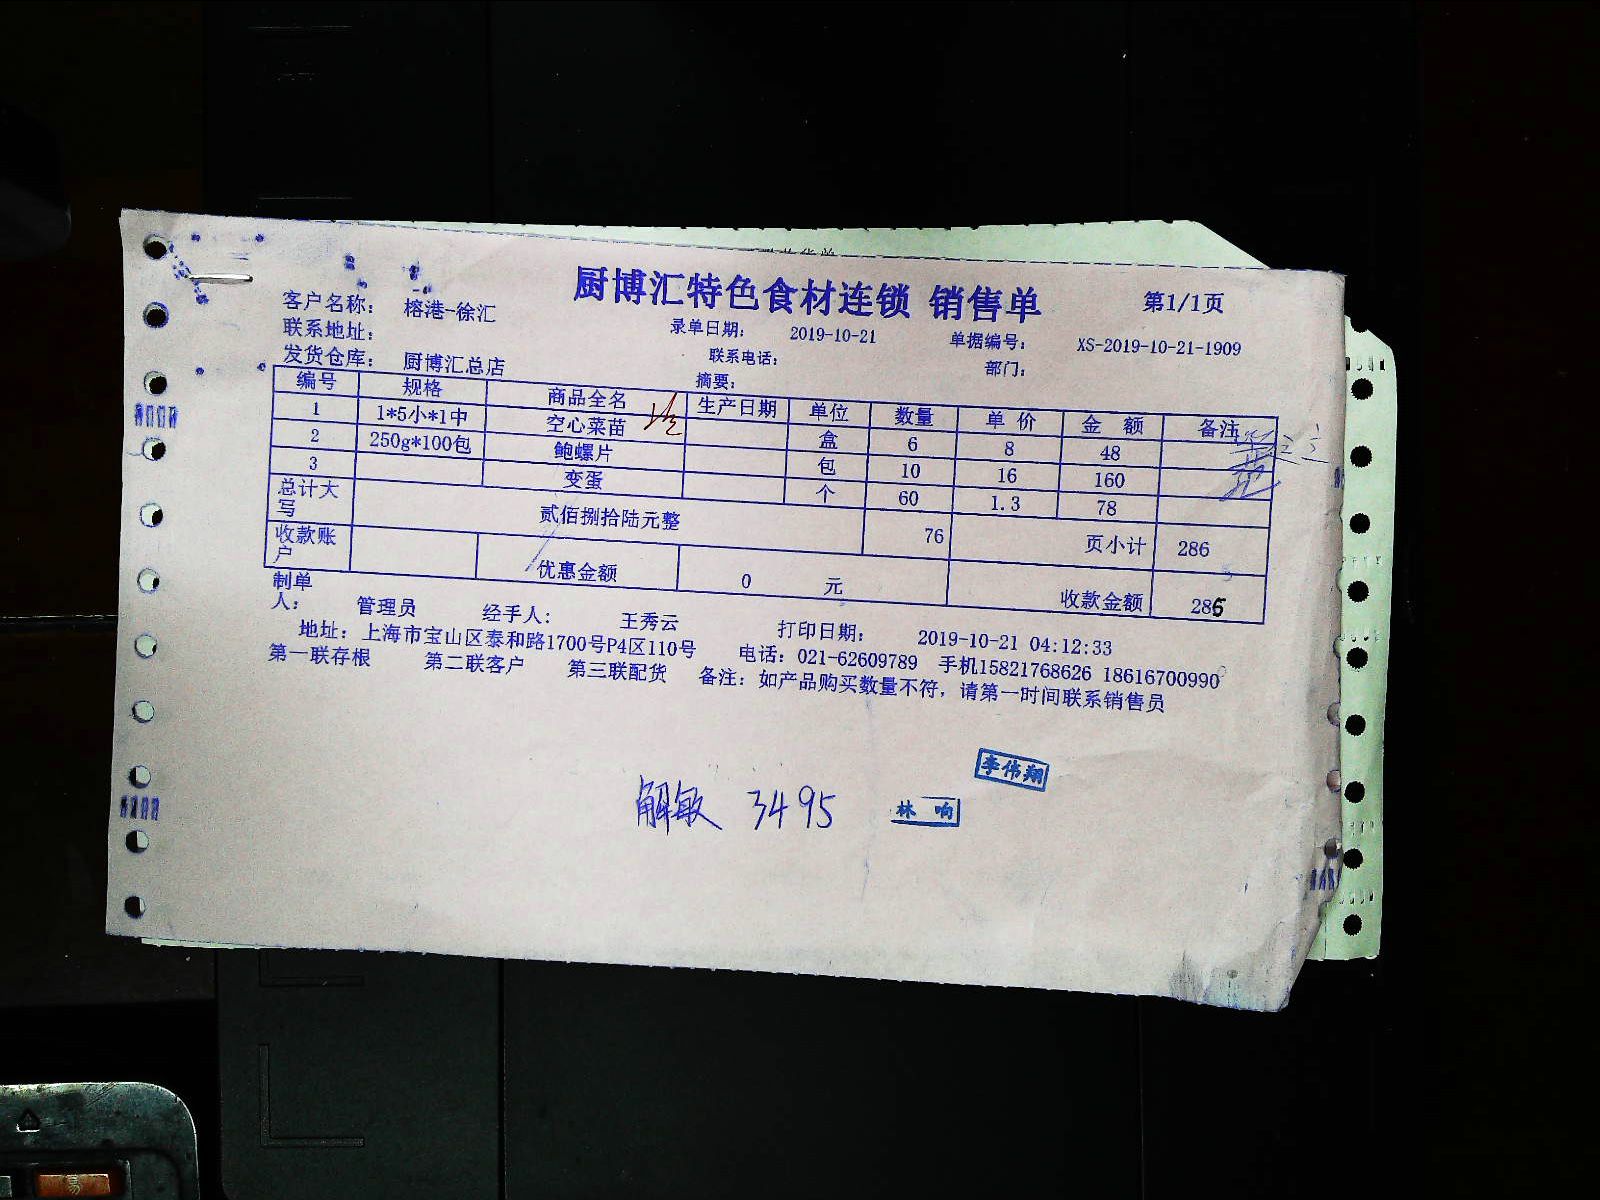 厨博汇特色食材连锁 销售单 第1/1页
客户名称: 榕港-徐汇 录单日期: 2019-10-21 单据编号: XS-2019-10-21-1909
联系地址: 联系电话: 部门:
发货仓库: 厨博汇总店 摘要:
编号 规格 商品全名 生产日期 单位 数量 单 价 金 额 备注
1 1*5小*1中 空心菜苗 盒 6 8 48
2 250g*100包 鲍螺片 包 10 16 160
3 变蛋 个 60 1.3 78
总计大写 贰佰捌拾陆元整 76 页小计 286
收款账户 优惠金额 0 元 收款金额 286
制单人: 管理员 经手人: 王秀云 打印日期: 2019-10-21 04:12:33
地址: 上海市宝山区泰和路1700号P4区110号 电话: 021-62609789 手机15821768626 18616700990
第一联存根 第二联客户 第三联配货 备注: 如产品购买数量不符, 请第一时间联系销售员
李伟翔
解敏 3495 林 响